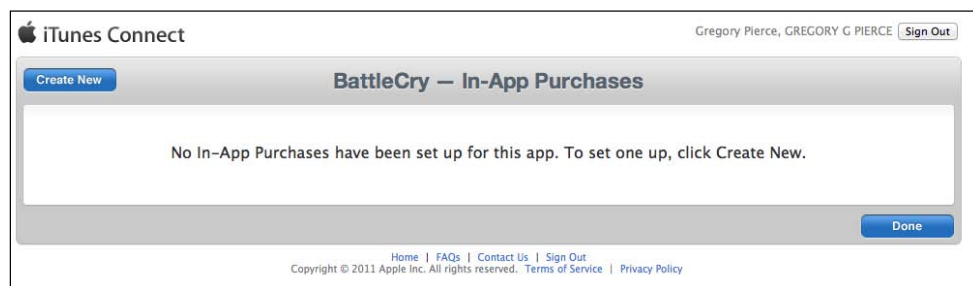 iTunes Connect
Gregory Pierce, GREGORY G PIERCE Sign Out
Create New
BattleCry — In-App Purchases
No In-App Purchases have been set up for this app. To set one up, click Create New.
Done
Home | FAQs | Contact Us | Sign Out
Copyright © 2011 Apple Inc. All rights reserved. Terms of Service | Privacy Policy